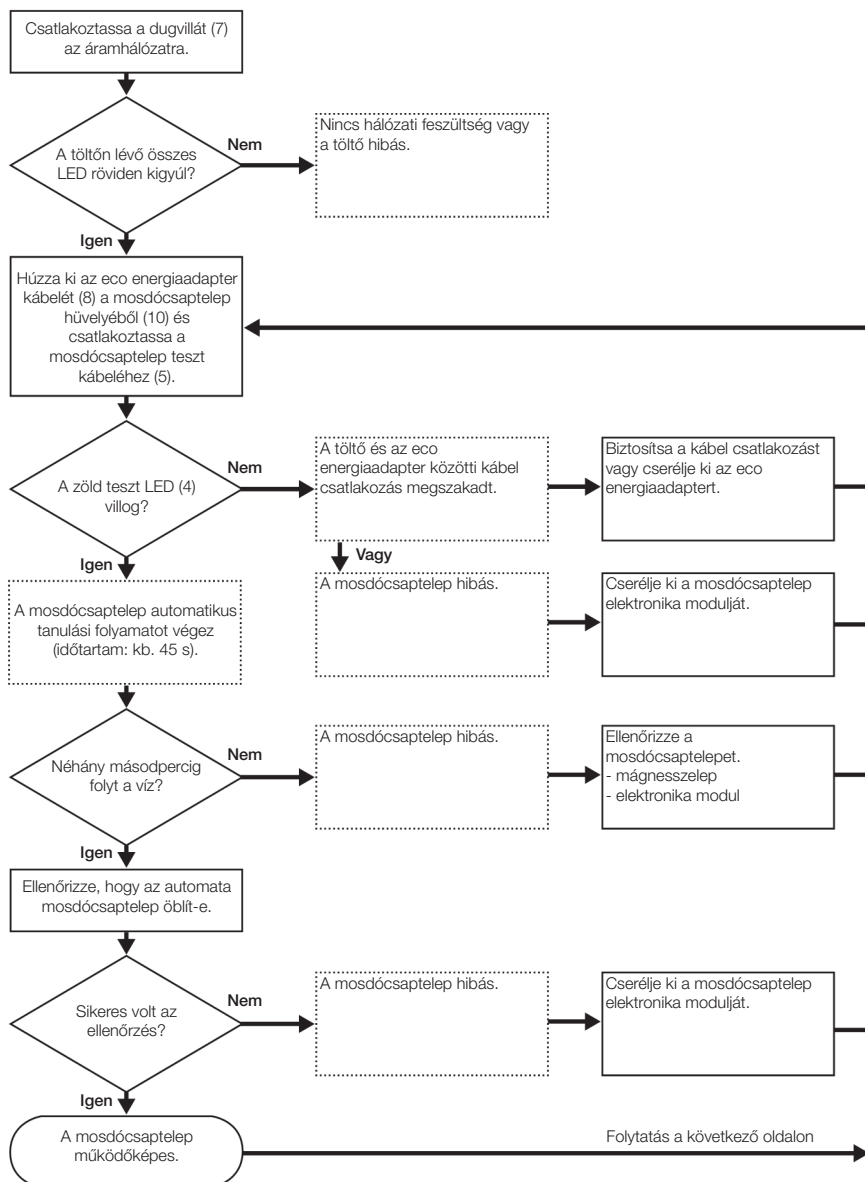 Csatlakoztassa a dugvillát (7)
az áramhálózatra.
A töltőn lévő összes
LED röviden kigyúl?
Nem
Nincs hálózati feszültség vagy
a töltő hibás.
Igen
Húzza ki az eco energiaadapter
kábelét (8) a mosdócsaptelep
hüvelyéből (10) és
csatlakoztassa a
mosdócsaptelep teszt
kábeléhez (5).
A zöld teszt LED (4)
villog?
Nem
A töltő és az eco
energiaadapter közötti kábel
csatlakozás megszakadt.
Biztosítsa a kábel csatlakozást
vagy cserélje ki az eco
energiaadaptert.
Vagy
A mosdócsaptelep hibás.
Cserélje ki a mosdócsaptelep
elektronika modulját.
Igen
A mosdócsaptelep automatikus
tanulási folyamatot végez
(időtartam: kb. 45 s).
Néhány másodpercig
folyt a víz?
Nem
A mosdócsaptelep hibás.
Ellenőrizze a
mosdócsaptelepet.
- mágnesszelep
- elektronika modul
Igen
Ellenőrizze, hogy az automata
mosdócsaptelep öblít-e.
Sikeres volt az
ellenőrzés?
Nem
A mosdócsaptelep hibás.
Cserélje ki a mosdócsaptelep
elektronika modulját.
Igen
A mosdócsaptelep
működőképes.
Folytatás a következő oldalon